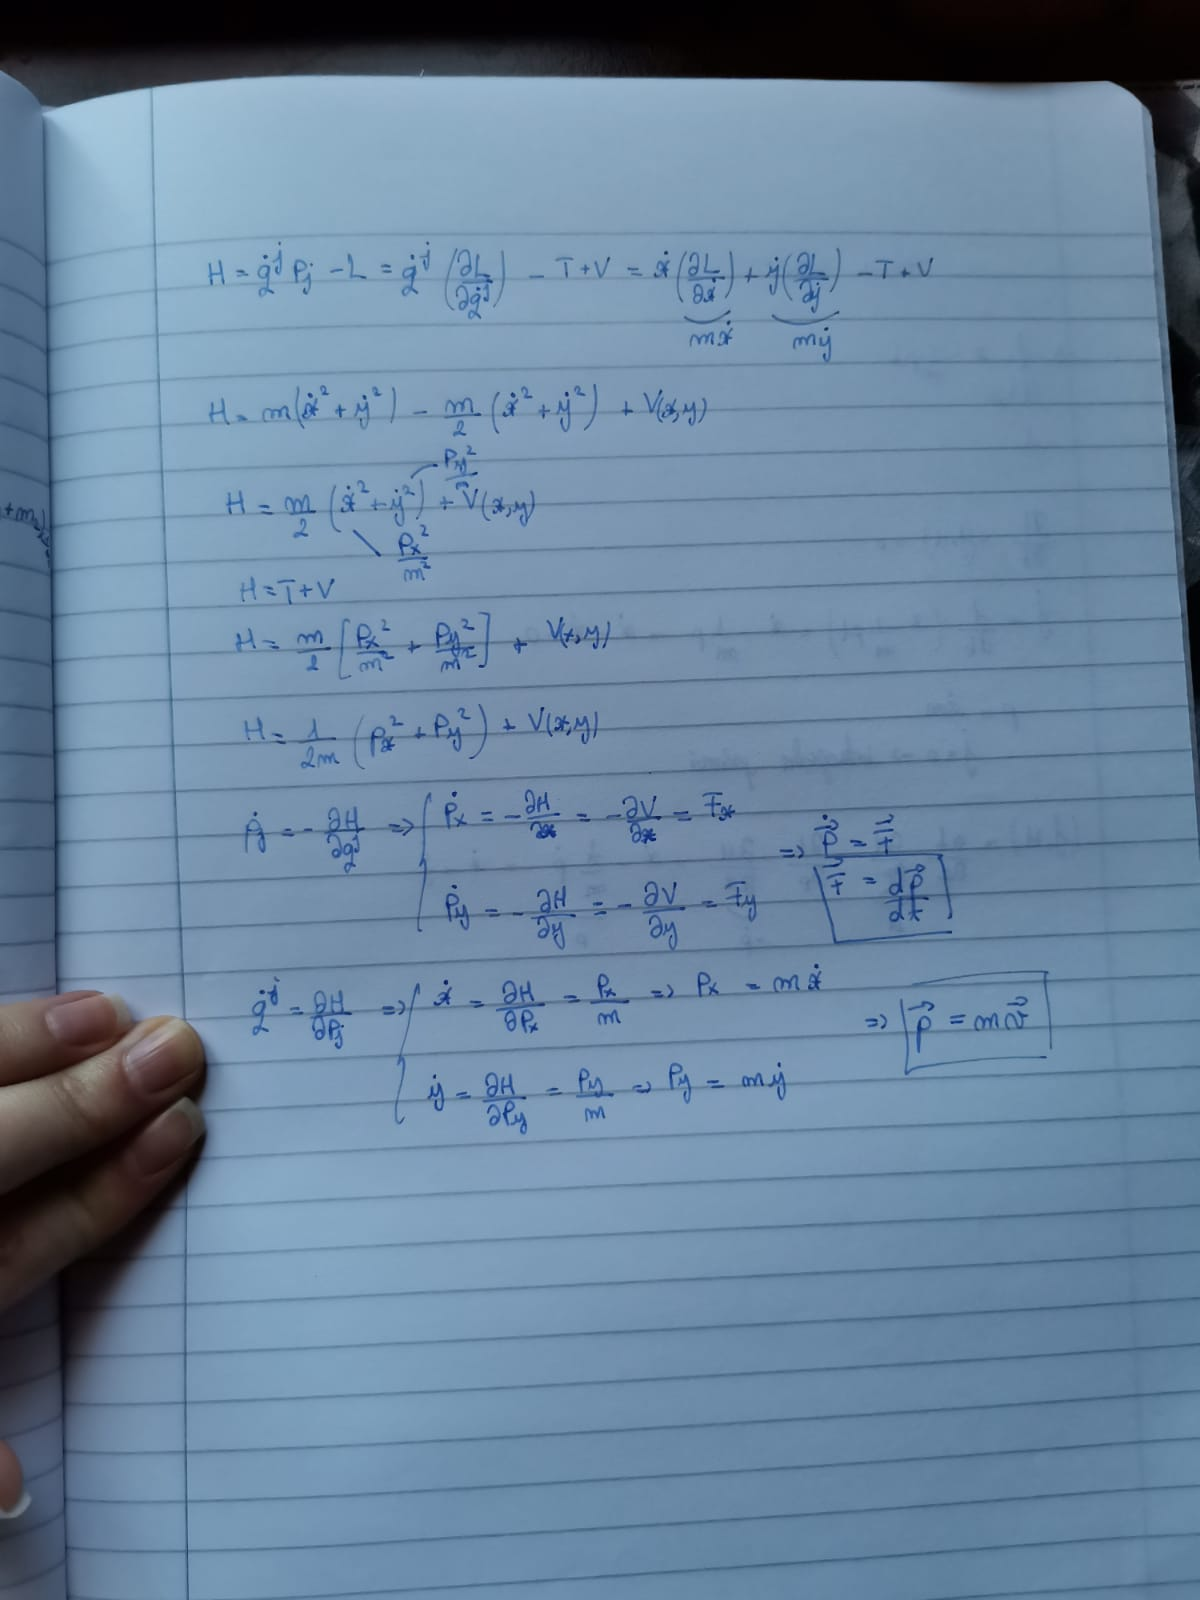 H = q̇ʲ Pj − L = q̇ʲ (∂L/∂q̇ʲ) − T + V = ẋ (∂L/∂ẋ) + ẏ (∂L/∂ẏ) − T + V
mẋ mẏ
H = m(ẋ² + ẏ²) − m/2 (ẋ² + ẏ²) + V(x,y)
H = m/2 (ẋ² + ẏ²) + V(x,y)
Px²/m²
H = T + V
H = m/2 [Px²/m² + Py²/m²] + V(x,y)
H = 1/2m (Px² + Py²) + V(x,y)
Ṗj = − ∂H/∂qʲ => { Ṗx = − ∂H/∂x = − ∂V/∂x = Fx
Ṗy = − ∂H/∂y = − ∂V/∂y = Fy
=> p⃗̇ = F⃗
F⃗ = dp⃗/dt
q̇ʲ = ∂H/∂Pj => { ẋ = ∂H/∂Px = Px/m => Px = mẋ
ẏ = ∂H/∂Py = Py/m => Py = mẏ
=> p⃗ = mv⃗